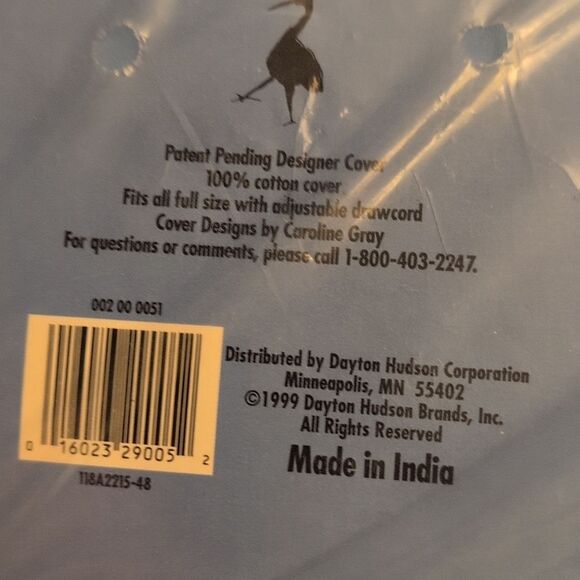 Patent Pending Designer Cover
100% cotton cover
Fits all full size with adjustable drawcord
Cover Designs by Caroline Gray
For questions or comments, please call 1-800-403-2247.
002 00 0051
0 16023 29005 2
118A2215-48
Distributed by Dayton Hudson Corporation
Minneapolis, MN 55402
©1999 Dayton Hudson Brands, Inc.
All Rights Reserved
Made in India